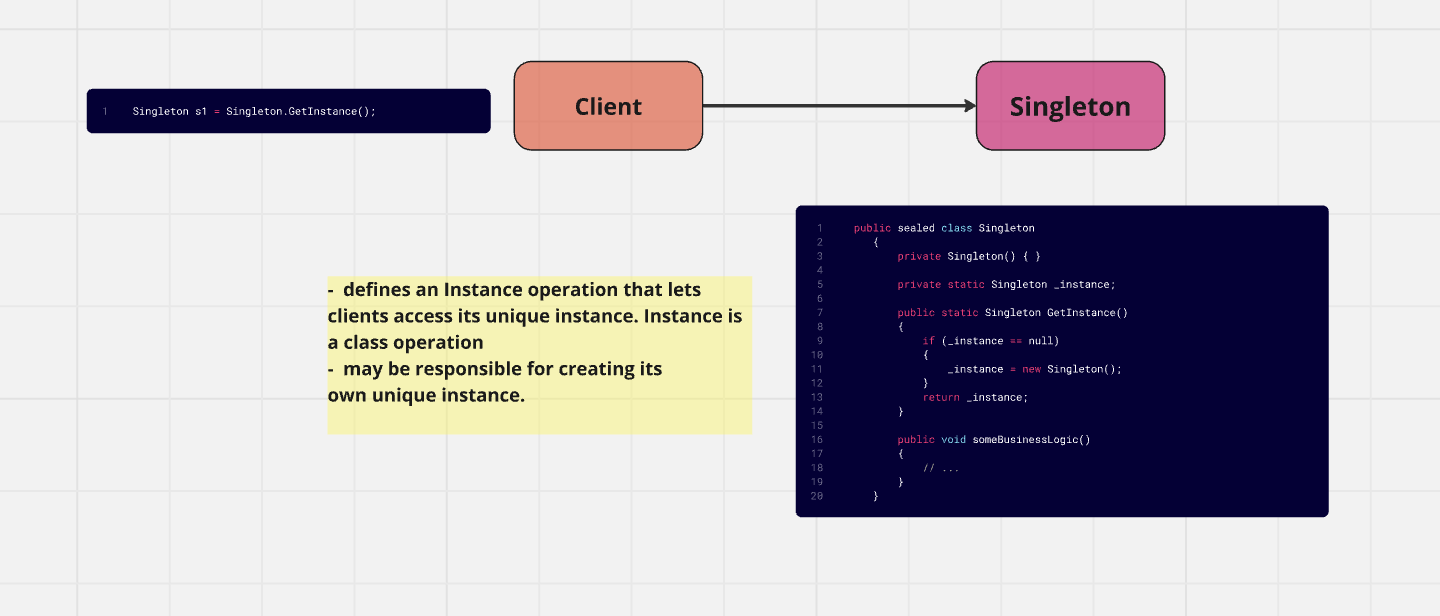 1    Singleton s1 = Singleton.GetInstance();
Client
Singleton
-  defines an Instance operation that lets
clients access its unique instance. Instance is
a class operation
-  may be responsible for creating its
own unique instance.
1    public sealed class Singleton
2       {
3           private Singleton() { }
4
5           private static Singleton _instance;
6
7           public static Singleton GetInstance()
8           {
9               if (_instance == null)
10              {
11                  _instance = new Singleton();
12              }
13              return _instance;
14          }
15
16          public void someBusinessLogic()
17          {
18              // ...
19          }
20      }